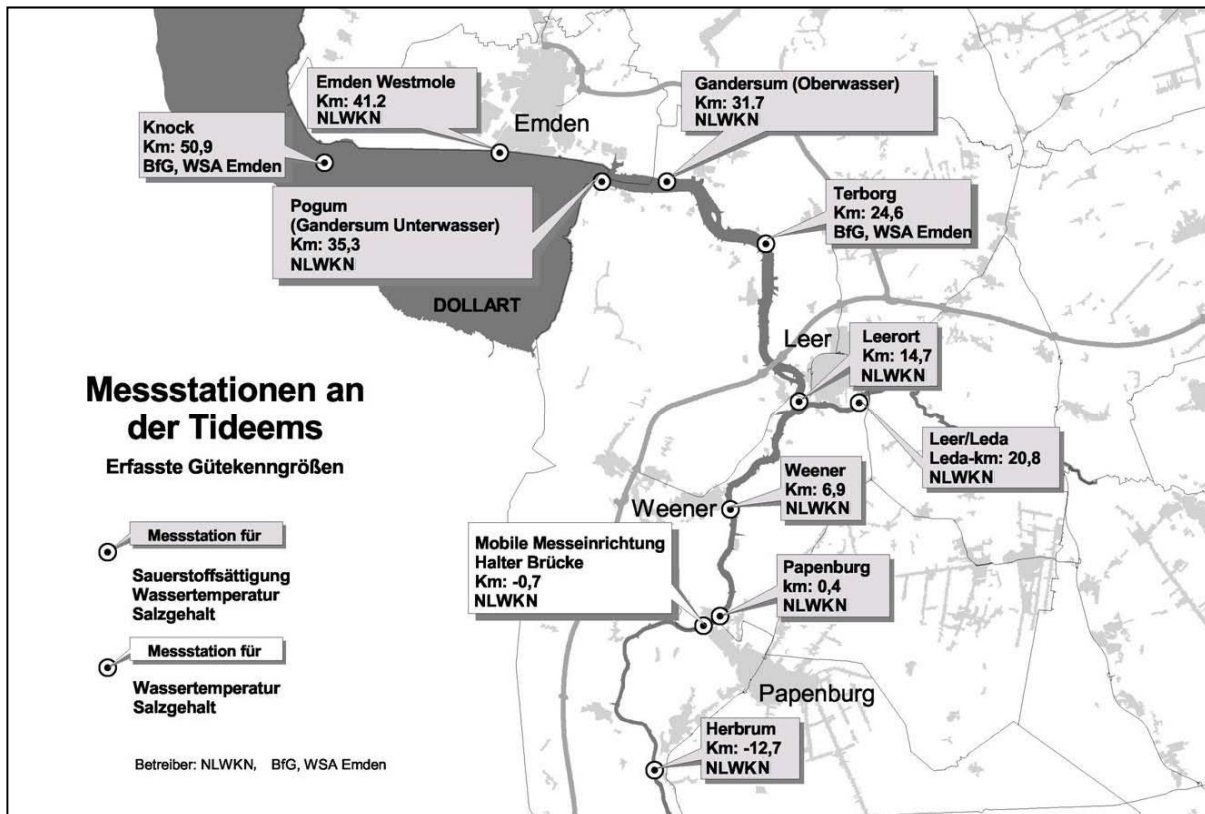 Emden Westmole
Km: 41.2
NLWKN
Gandersum (Oberwasser)
Km: 31.7
NLWKN
Emden
Knock
Km: 50,9
BfG, WSA Emden
Pogum
(Gandersum Unterwasser)
Km: 35,3
NLWKN
Terborg
Km: 24,6
BfG, WSA Emden
DOLLART
Leer
Leerort
Km: 14,7
NLWKN
Messstationen an
der Tideems
Erfasste Gütekenngrößen
Leer/Leda
Leda-km: 20,8
NLWKN
Weener
Km: 6,9
NLWKN
Weener
Messstation für
Sauerstoffsättigung
Wassertemperatur
Salzgehalt
Mobile Messeinrichtung
Halter Brücke
Km: -0,7
NLWKN
Papenburg
km: 0,4
NLWKN
Messstation für
Wassertemperatur
Salzgehalt
Papenburg
Herbrum
Km: -12,7
NLWKN
Betreiber: NLWKN, BfG, WSA Emden